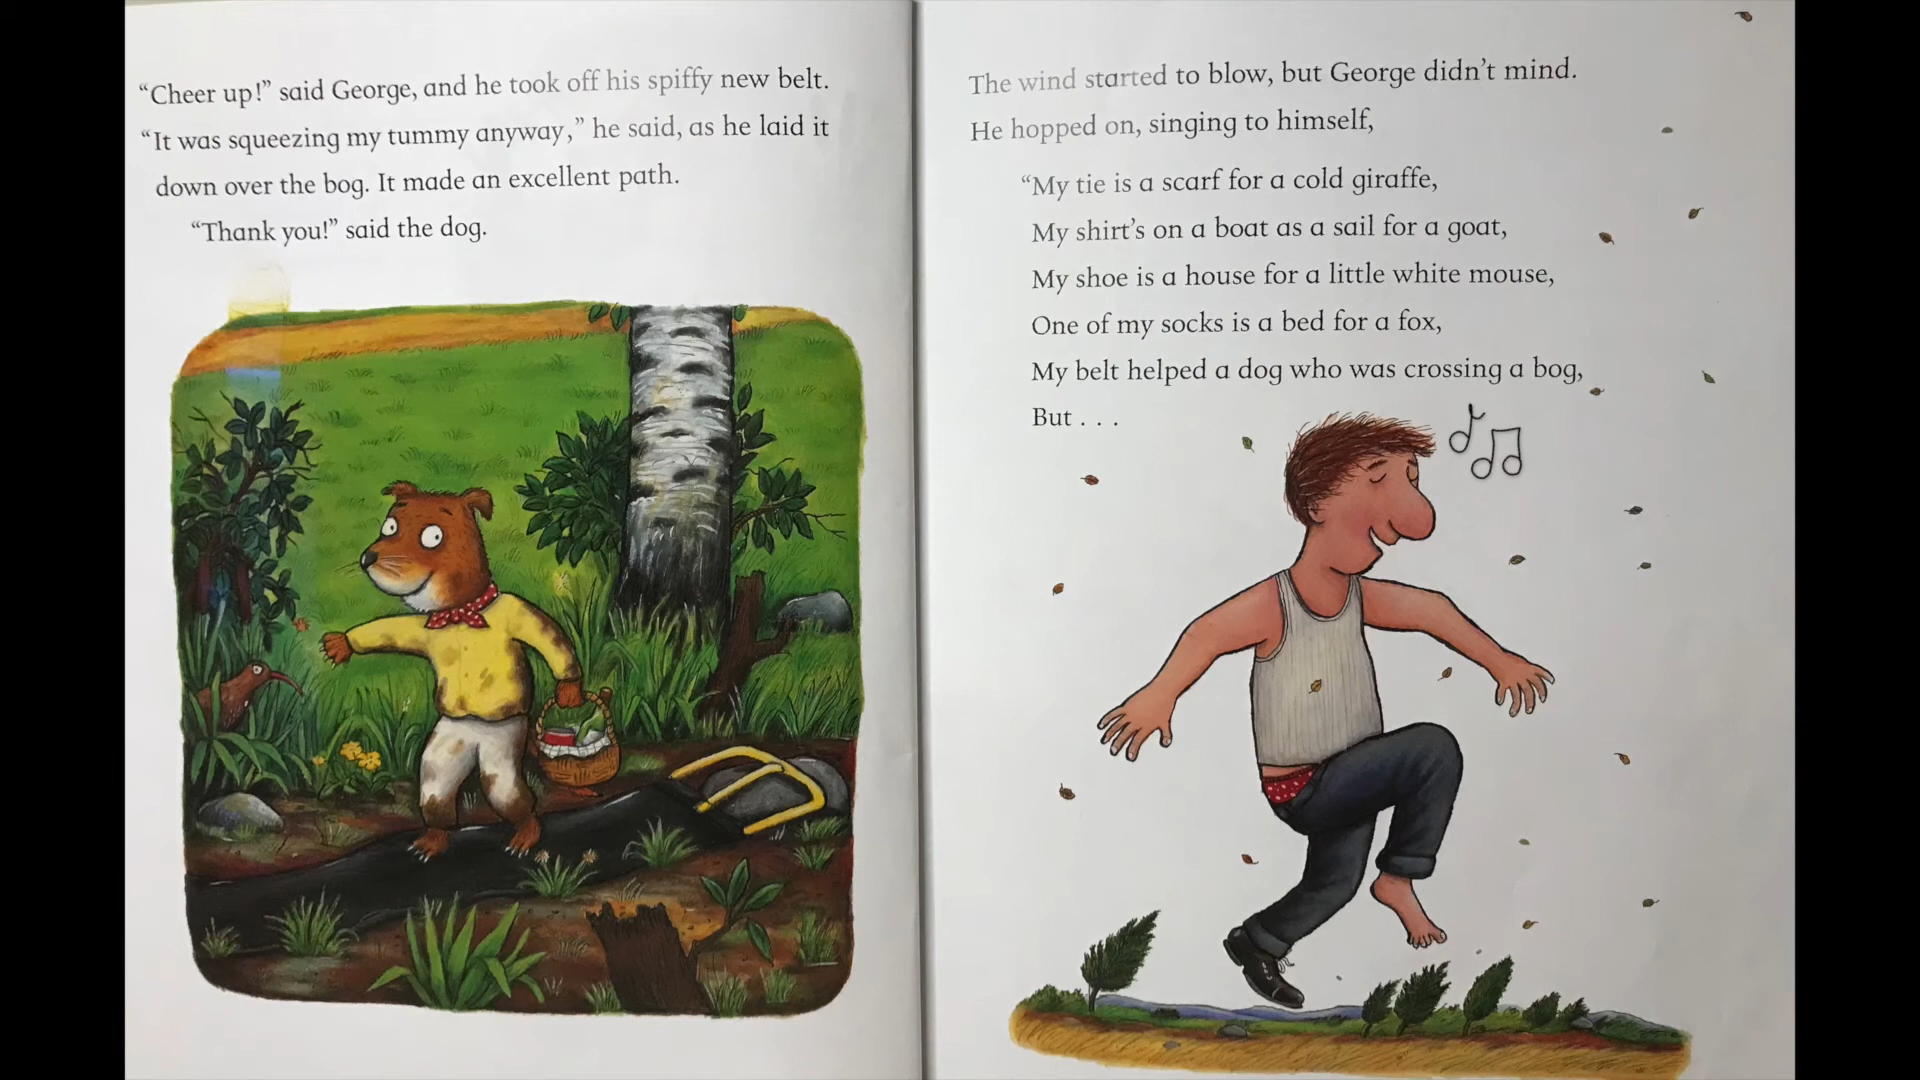 “Cheer up!” said George, and he took off his spiffy new belt.
“It was squeezing my tummy anyway,” he said, as he laid it
down over the bog. It made an excellent path.
“Thank you!” said the dog.
The wind started to blow, but George didn’t mind.
He hopped on, singing to himself,
“My tie is a scarf for a cold giraffe,
My shirt’s on a boat as a sail for a goat,
My shoe is a house for a little white mouse,
One of my socks is a bed for a fox,
My belt helped a dog who was crossing a bog,
But . . .